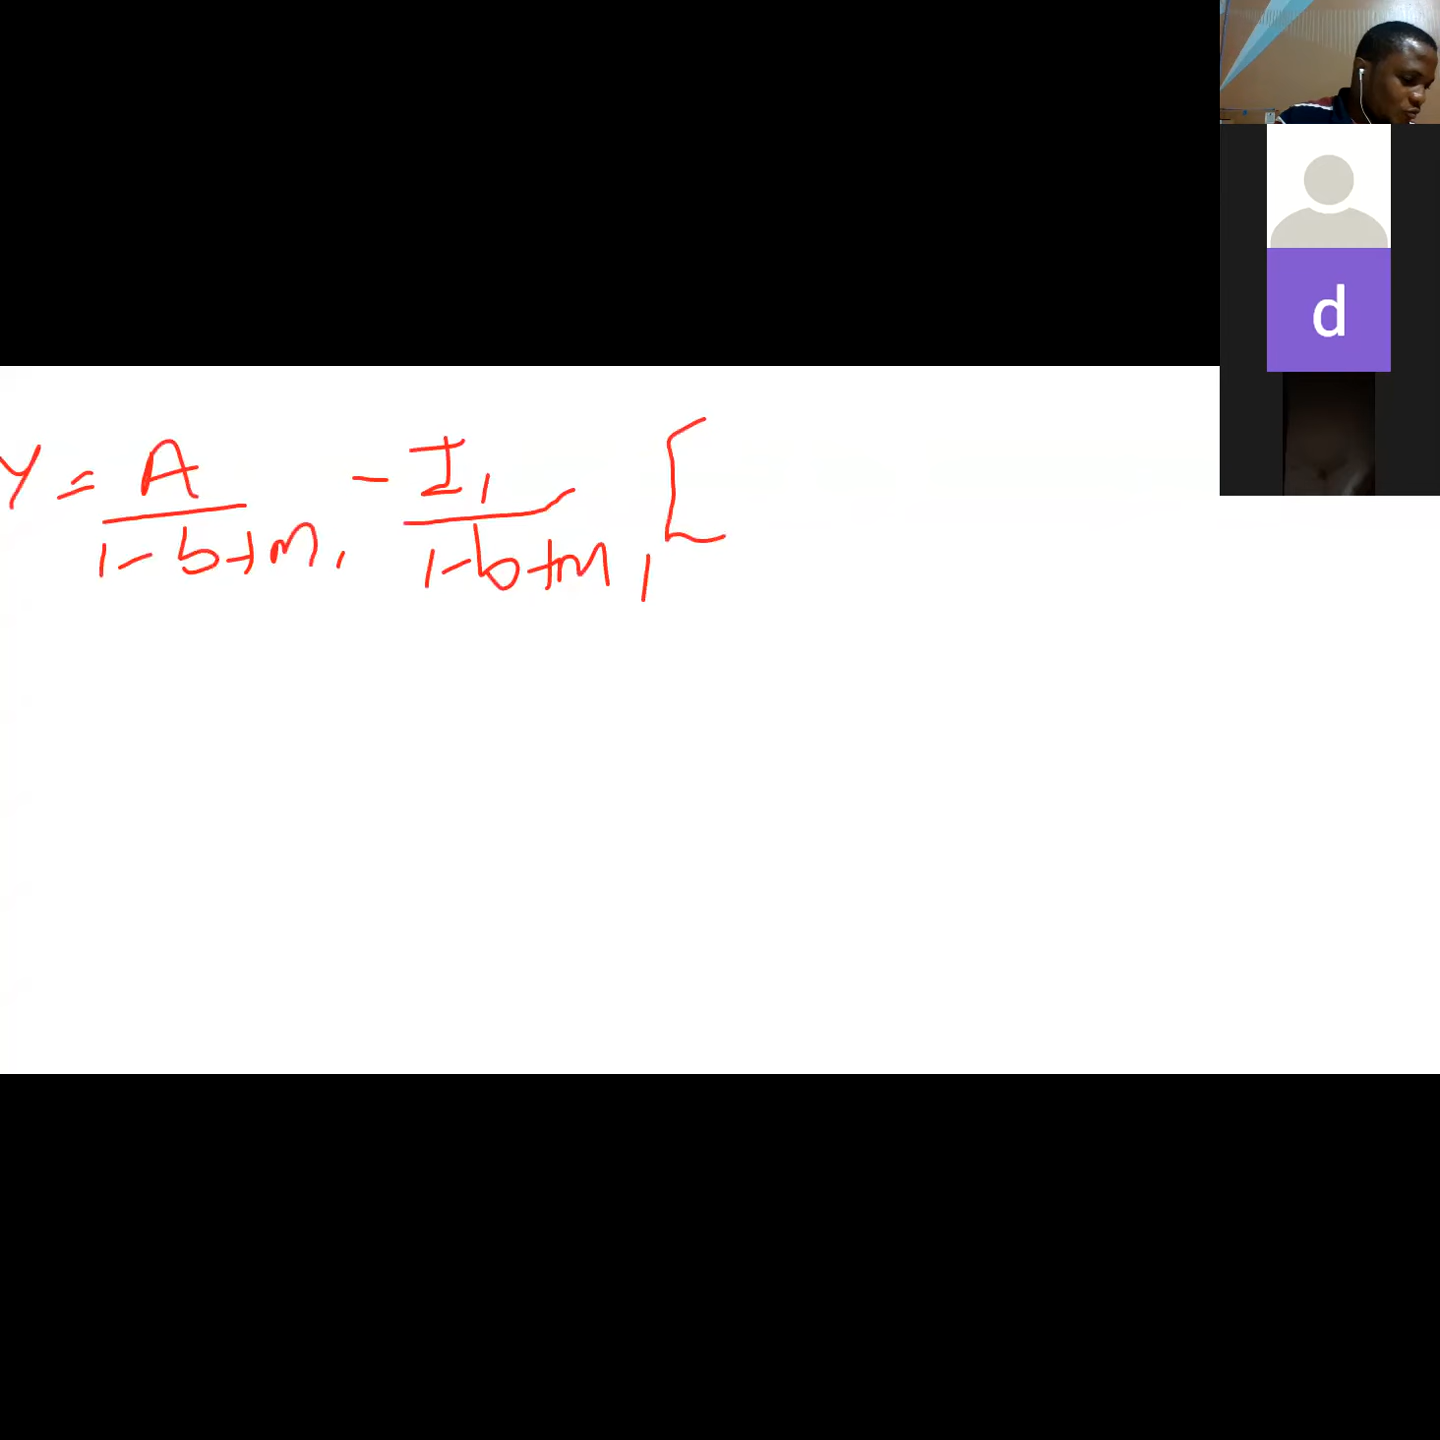 d
Y = A/(1 - b + m₁) - I₁/(1 - b + m₁) [